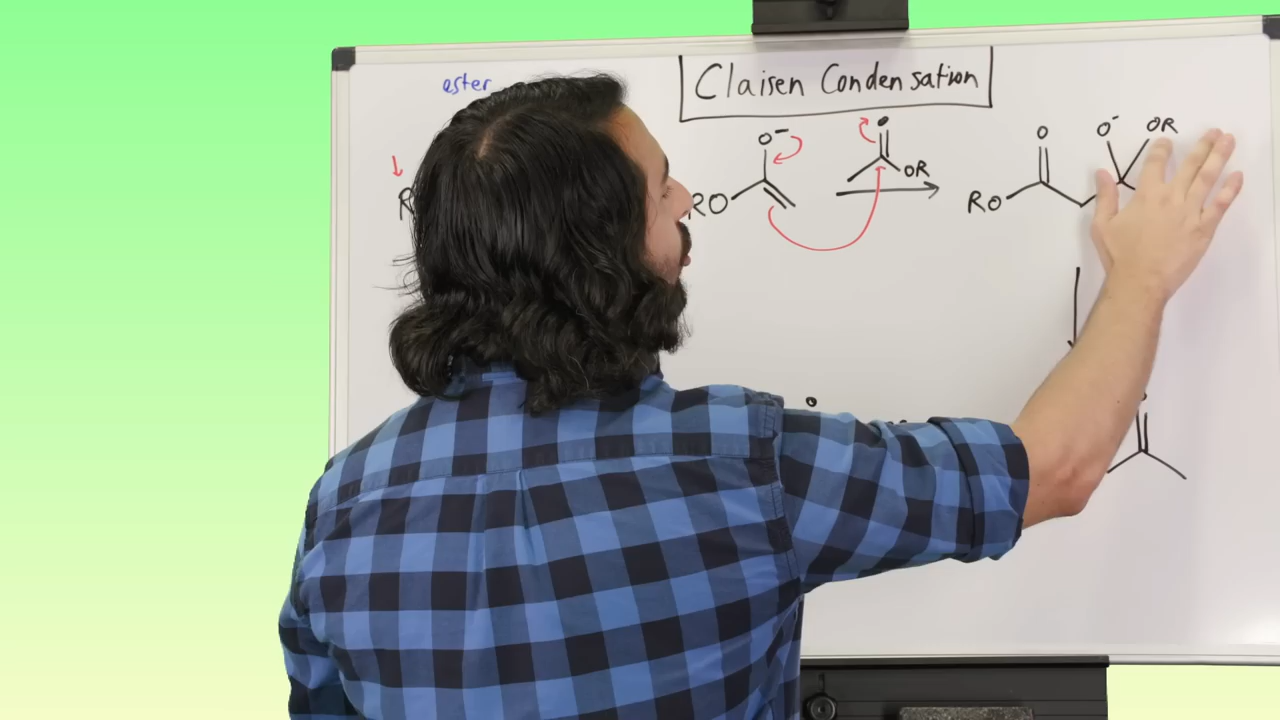 ester
Claisen Condensation
O⁻
O
OR
RO
O
O⁻
OR
RO
O